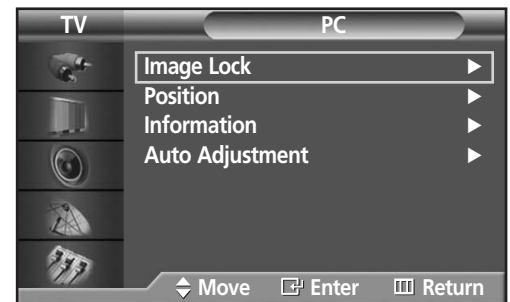 TV PC
Image Lock
Position
Information
Auto Adjustment
Move Enter Return